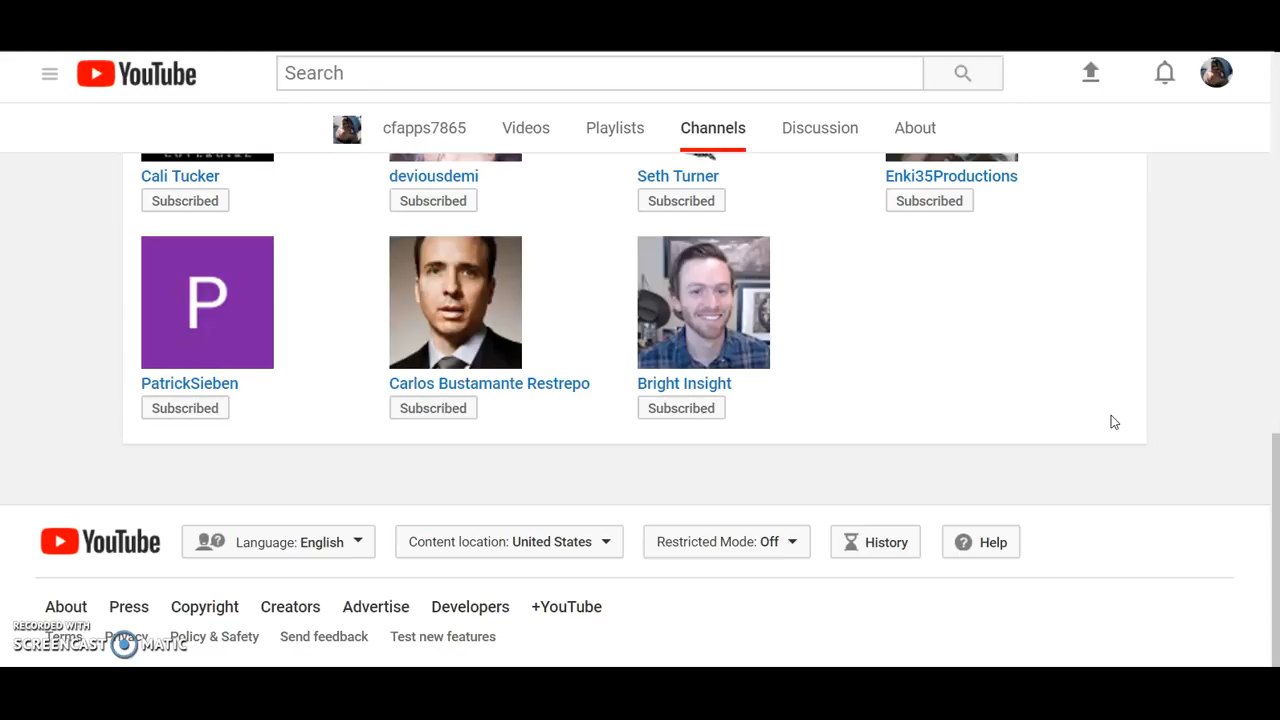 YouTube
Search
cfapps7865 Videos Playlists Channels Discussion About
Cali Tucker deviousdemi Seth Turner Enki35Productions
Subscribed Subscribed Subscribed Subscribed
P
PatrickSieben Carlos Bustamante Restrepo Bright Insight
Subscribed Subscribed Subscribed
YouTube Language: English Content location: United States Restricted Mode: Off History Help
About Press Copyright Creators Advertise Developers +YouTube
RECORDED WITH
Terms Privacy Policy & Safety Send feedback Test new features
SCREENCAST MATIC